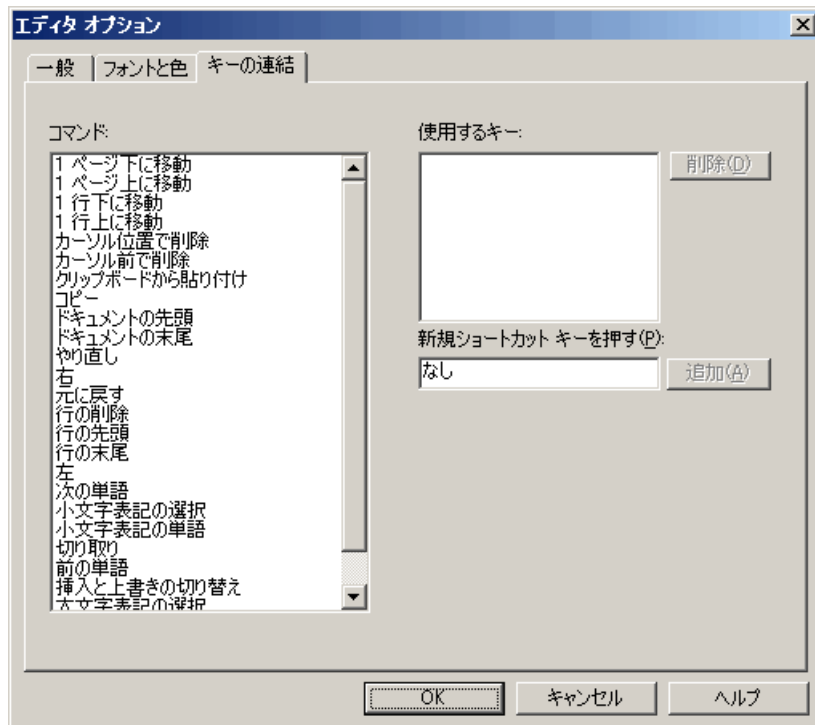 エディタ オプション
一般
フォントと色
キーの連結
コマンド:
1 ページ下に移動
1 ページ上に移動
1 行下に移動
1 行上に移動
カーソル位置で削除
カーソル前で削除
クリップボードから貼り付け
コピー
ドキュメントの先頭
ドキュメントの末尾
やり直し
右
元に戻す
行の削除
行の先頭
行の末尾
左
次の単語
小文字表記の選択
小文字表記の単語
切り取り
前の単語
挿入と上書きの切り替え
大文字表記の選択
使用するキー:
削除(D)
新規ショートカット キーを押す(P):
なし
追加(A)
OK
キャンセル
ヘルプ